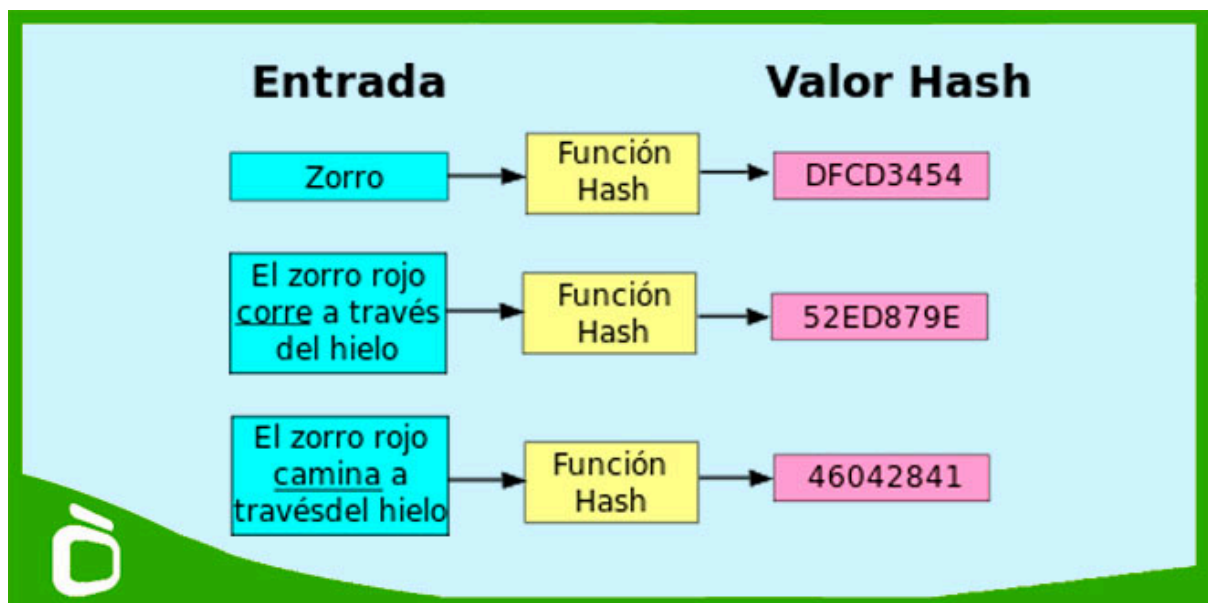 Entrada
Valor Hash
Zorro
Función
Hash
DFCD3454
El zorro rojo
corre a través
del hielo
Función
Hash
52ED879E
El zorro rojo
camina a
travésdel hielo
Función
Hash
46042841